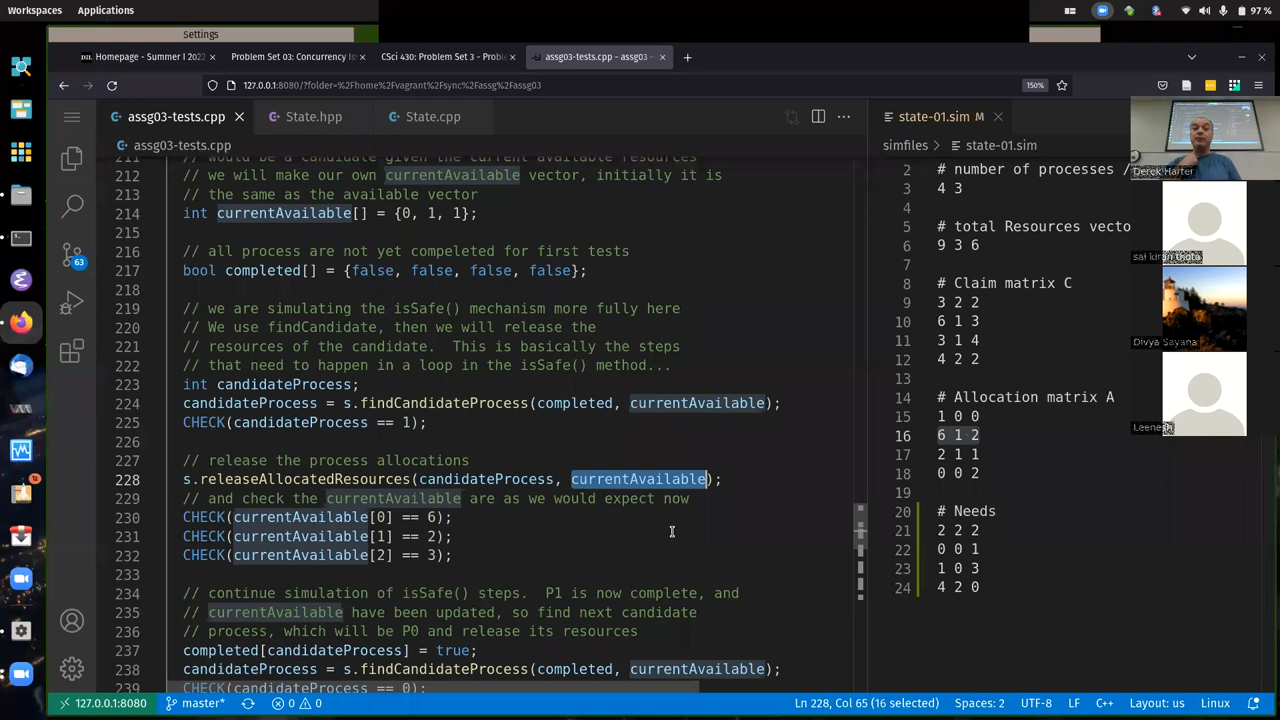 Workspaces Applications 97 %
Settings
Homepage - Summer I 2022 Problem Set 03: Concurrency Is CSci 430: Problem Set 3 - Probl assg03-tests.cpp - assg03 -
127.0.0.1:8080/?folder=%2Fhome%2Fvagrant%2Fsync%2Fassg%2Fassg03 150%
assg03-tests.cpp State.hpp State.cpp
assg03-tests.cpp
211 // would be a candidate given the current available resources
212 // we will make our own currentAvailable vector, initially it is
213 // the same as the available vector
214 int currentAvailable[] = {0, 1, 1};
215
216 // all process are not yet compeleted for first tests
217 bool completed[] = {false, false, false, false};
218
219 // we are simulating the isSafe() mechanism more fully here
220 // We use findCandidate, then we will release the
221 // resources of the candidate.  This is basically the steps
222 // that need to happen in a loop in the isSafe() method...
223 int candidateProcess;
224 candidateProcess = s.findCandidateProcess(completed, currentAvailable);
225 CHECK(candidateProcess == 1);
226
227 // release the process allocations
228 s.releaseAllocatedResources(candidateProcess, currentAvailable);
229 // and check the currentAvailable are as we would expect now
230 CHECK(currentAvailable[0] == 6);
231 CHECK(currentAvailable[1] == 2);
232 CHECK(currentAvailable[2] == 3);
233
234 // continue simulation of isSafe() steps.  P1 is now complete, and
235 // currentAvailable have been updated, so find next candidate
236 // process, which will be P0 and release its resources
237 completed[candidateProcess] = true;
238 candidateProcess = s.findCandidateProcess(completed, currentAvailable);
239 CHECK(candidateProcess == 0);
63
12
state-01.sim M
simfiles > state-01.sim
2 # number of processes /
3 4 3
4
5 # total Resources vecto
6 9 3 6
7
8 # Claim matrix C
9 3 2 2
10 6 1 3
11 3 1 4
12 4 2 2
13
14 # Allocation matrix A
15 1 0 0
16 6 1 2
17 2 1 1
18 0 0 2
19
20 # Needs
21 2 2 2
22 0 0 1
23 1 0 3
24 4 2 0
Derek Harter
sai kiran thota
Divya Sayana
Leenesh
127.0.0.1:8080 master* 0 0 Ln 228, Col 65 (16 selected) Spaces: 2 UTF-8 LF C++ Layout: us Linux